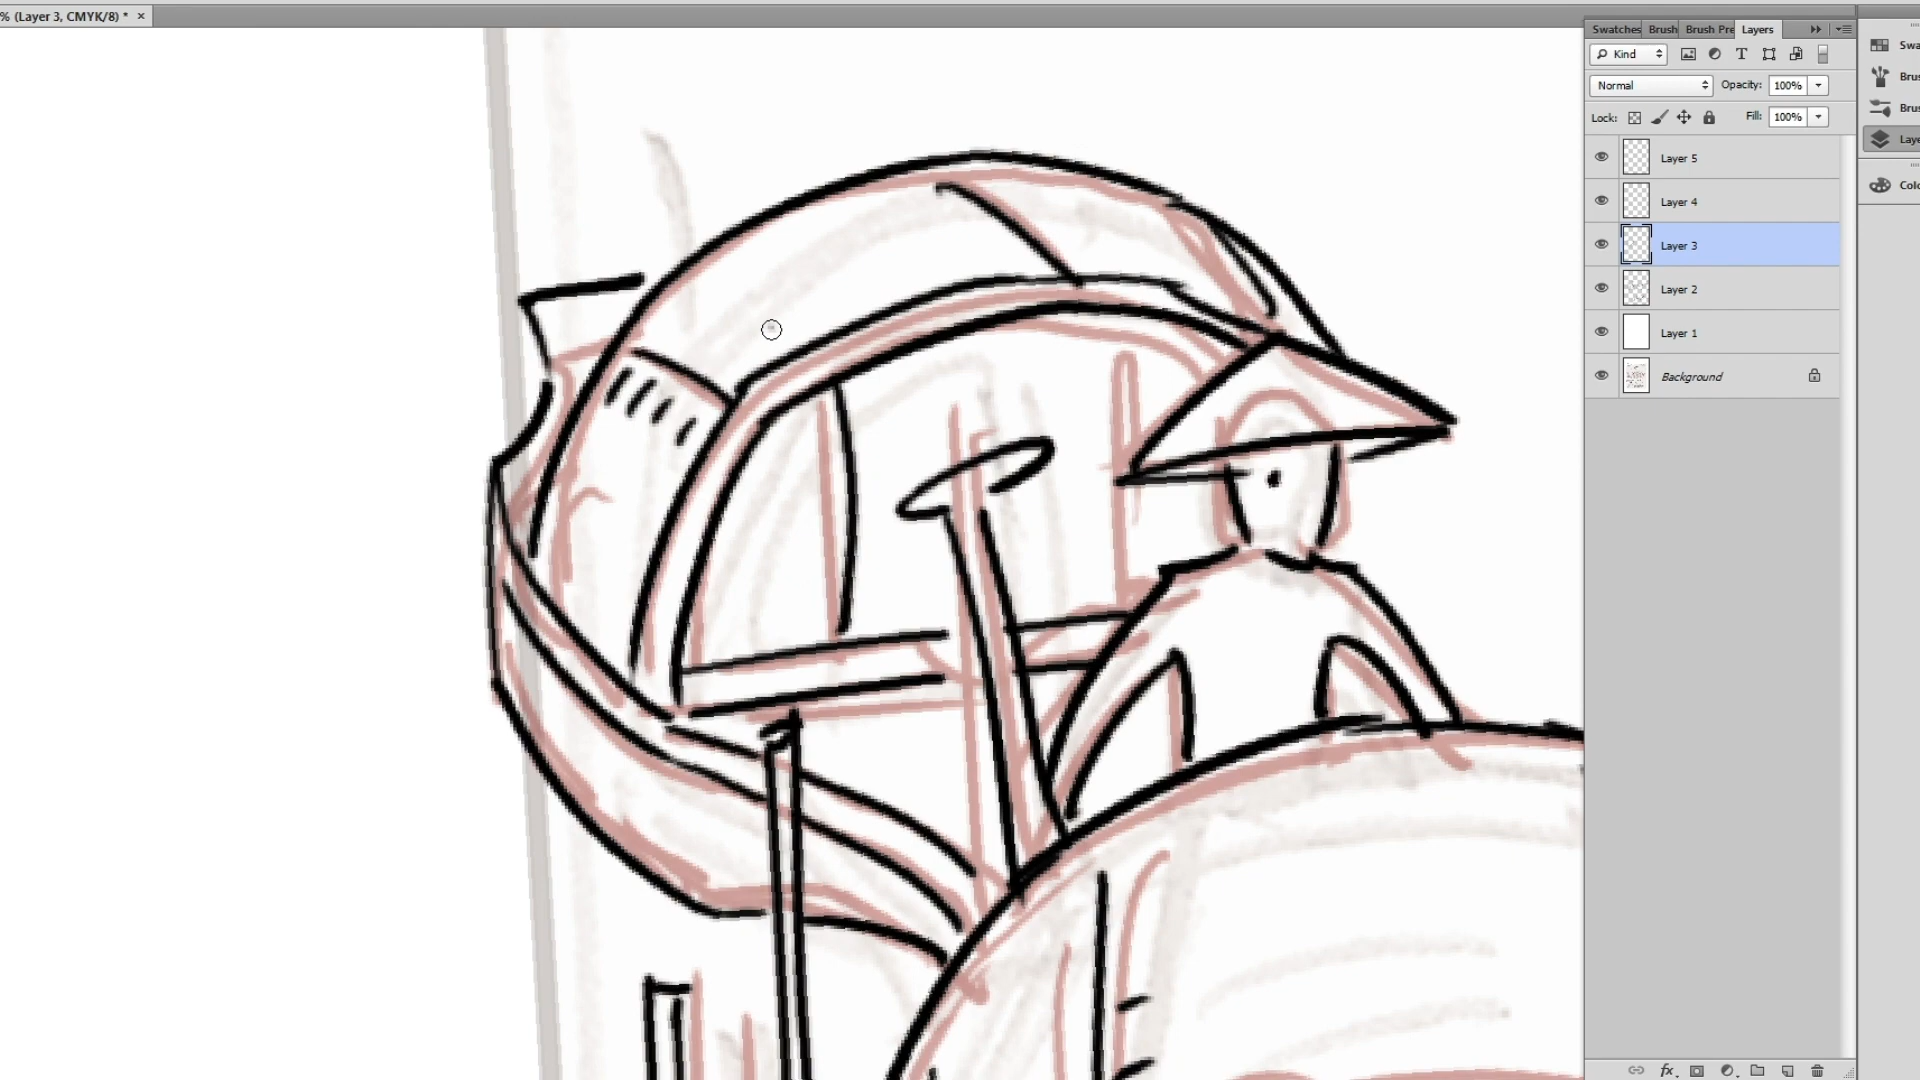 % (Layer 3, CMYK/8) * ×
Swatches Brush Brush Pre Layers
Kind
Normal Opacity: 100%
Lock: Fill: 100%
Layer 5
Layer 4
Layer 3
Layer 2
Layer 1
Background
fx
Swa
Brus
Brus
Laye
Colo